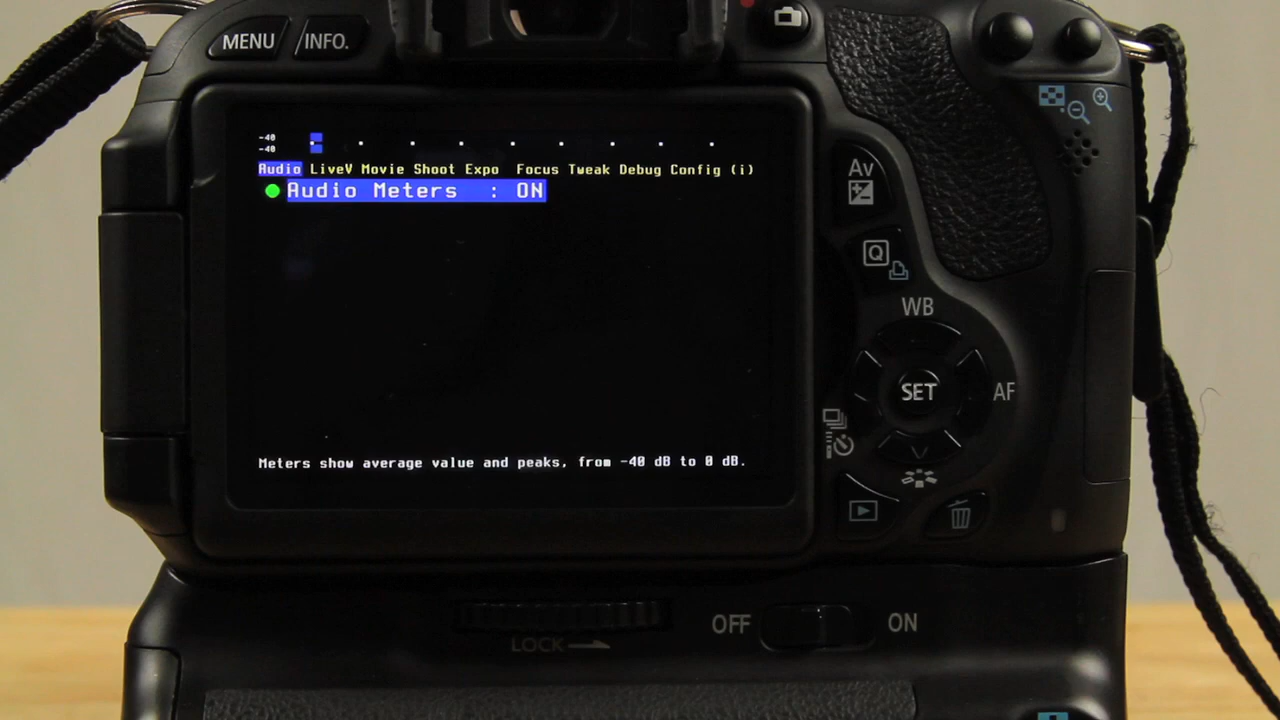 MENU INFO.
-40
-40
Audio LiveV Movie Shoot Expo Focus Tweak Debug Config (i)
Audio Meters : ON
Meters show average value and peaks, from -40 dB to 0 dB.
Av
Q
WB
SET
AF
OFF ON
LOCK